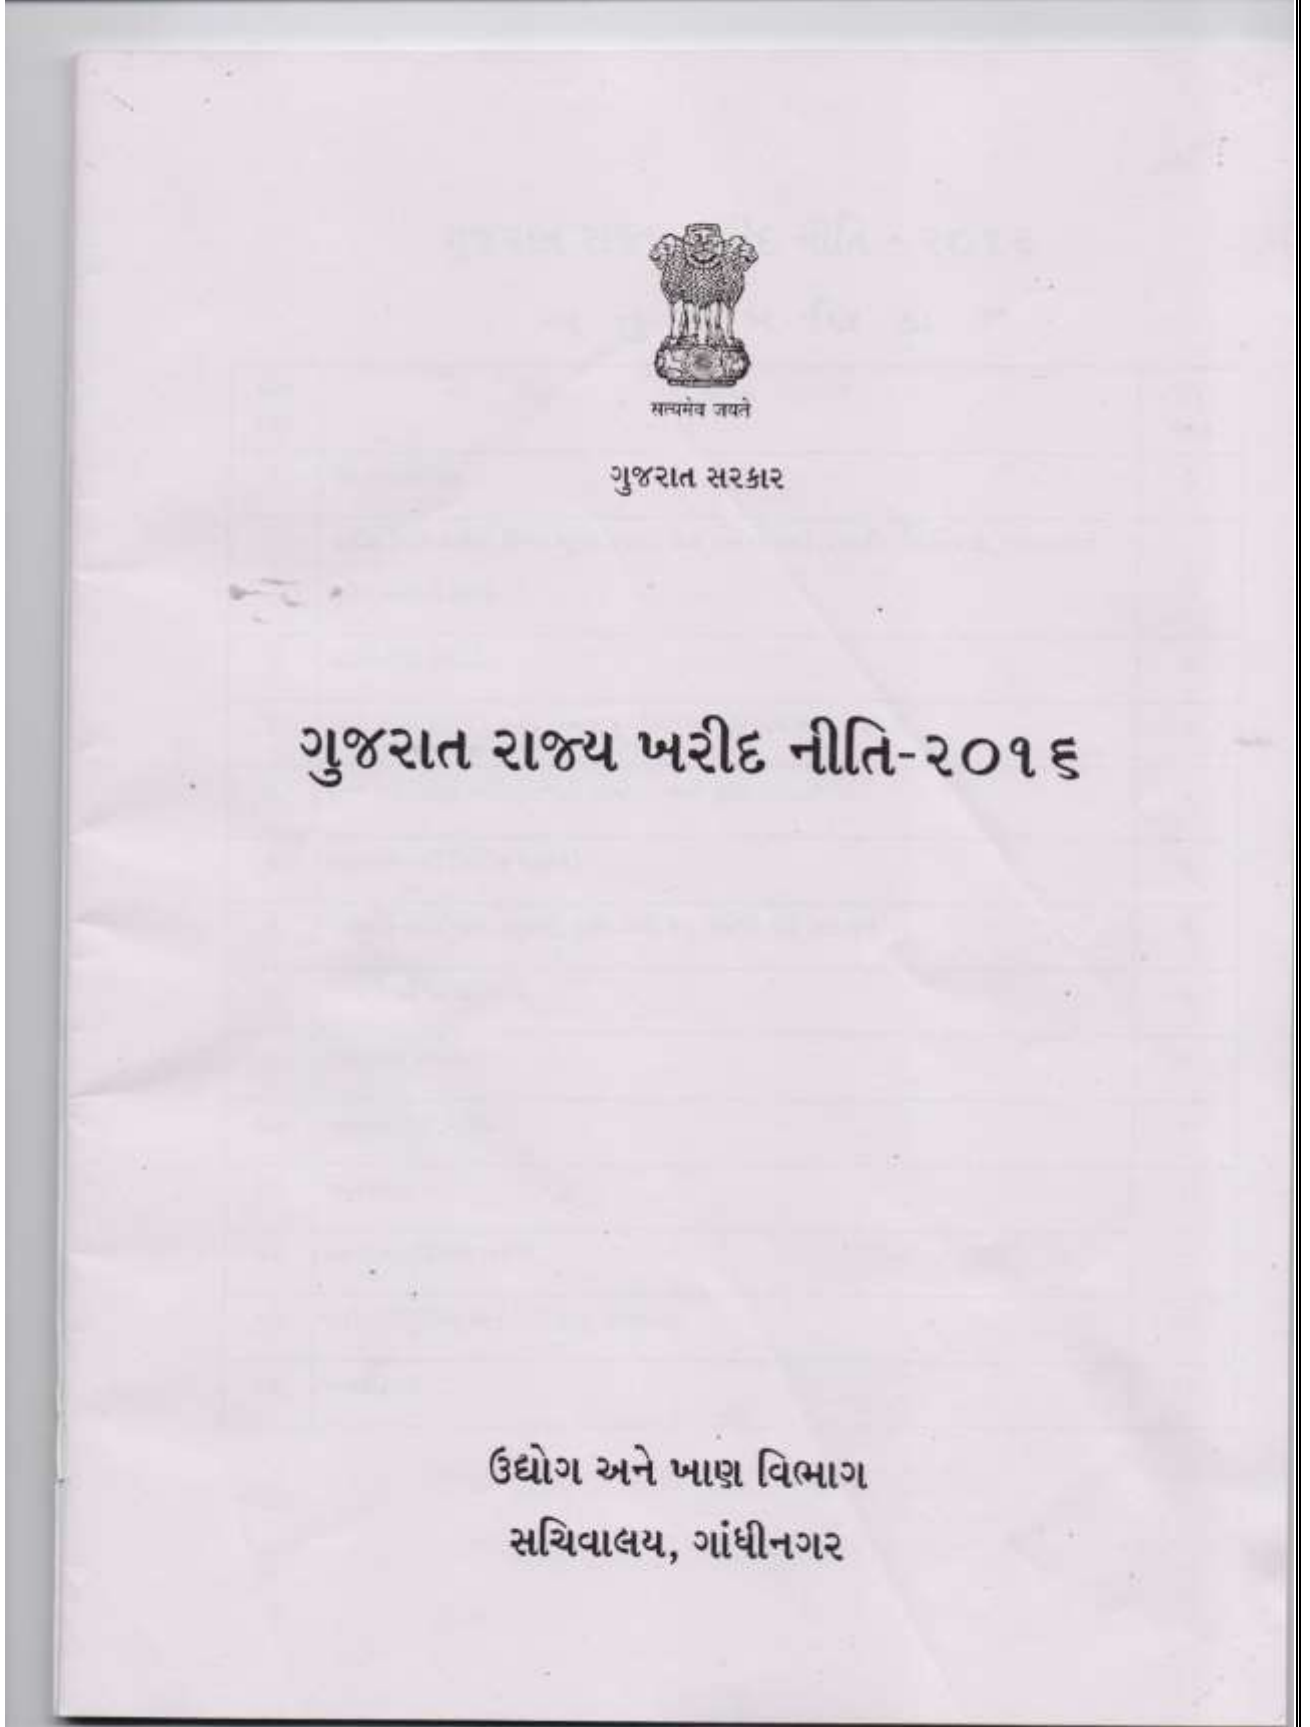 सत्यमेव जयते
ગુજરાત સરકાર
ગુજરાત રાજ્ય ખરીદ નીતિ-૨૦૧૬
ઉદ્યોગ અને ખાણ વિભાગ
સચિવાલય, ગાંધીનગર